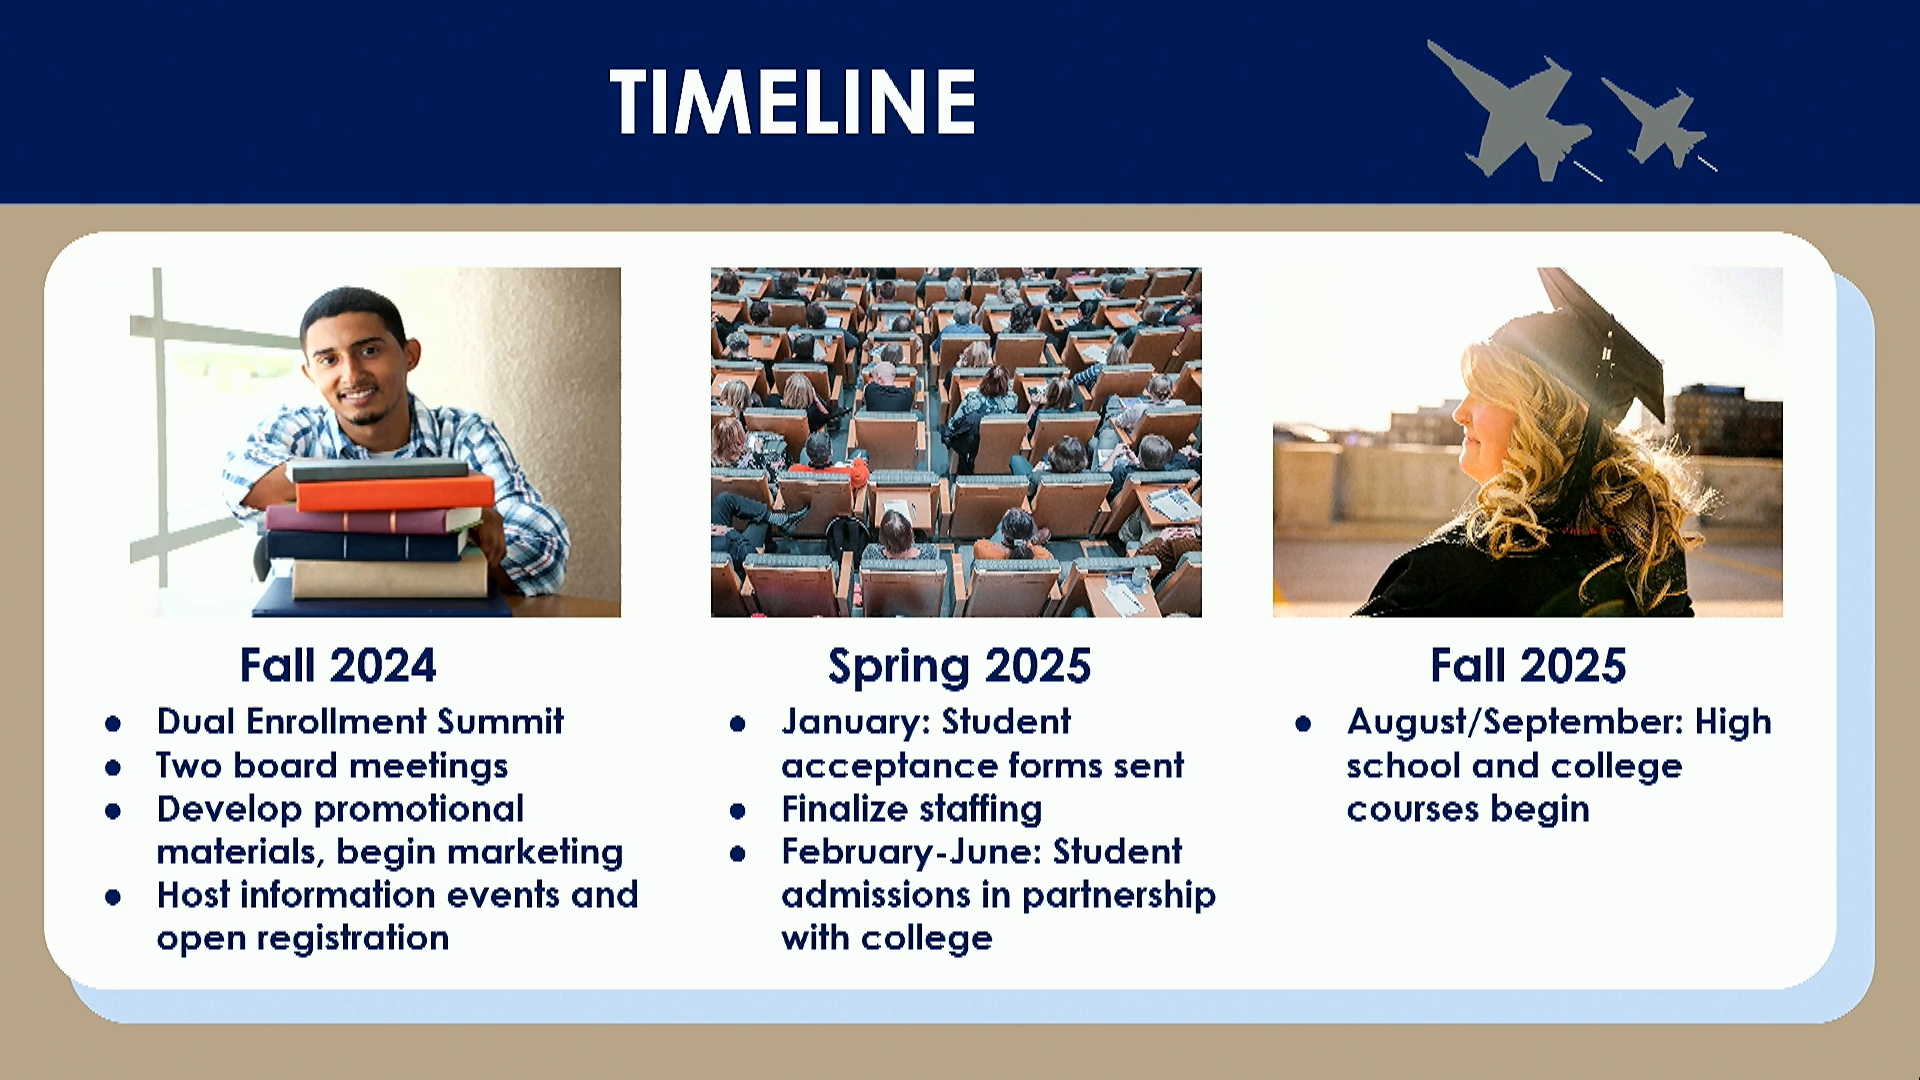 TIMELINE
Fall 2024
• Dual Enrollment Summit
• Two board meetings
• Develop promotional
materials, begin marketing
• Host information events and
open registration
Spring 2025
• January: Student
acceptance forms sent
• Finalize staffing
• February-June: Student
admissions in partnership
with college
Fall 2025
• August/September: High
school and college
courses begin